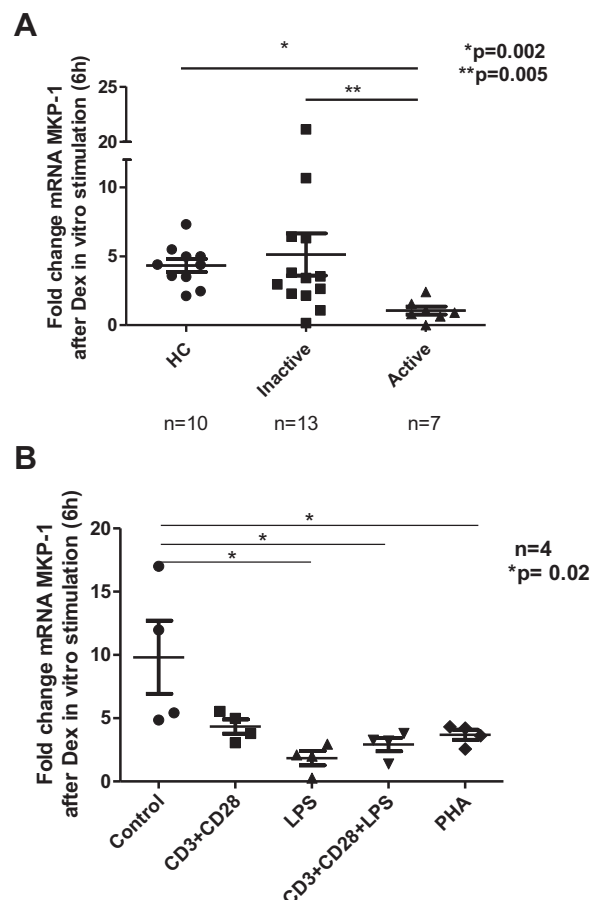 A
*
*p=0.002
**p=0.005
**
Fold change mRNA MKP-1
after Dex in vitro stimulation (6h)
25
20
10
5
0
HC
Inactive
Active
n=10
n=13
n=7
B
Fold change mRNA MKP-1
after Dex in vitro stimulation (6h)
20
15
10
5
0
*
*
*
n=4
*p= 0.02
Control
CD3+CD28
LPS
CD3+CD28+LPS
PHA